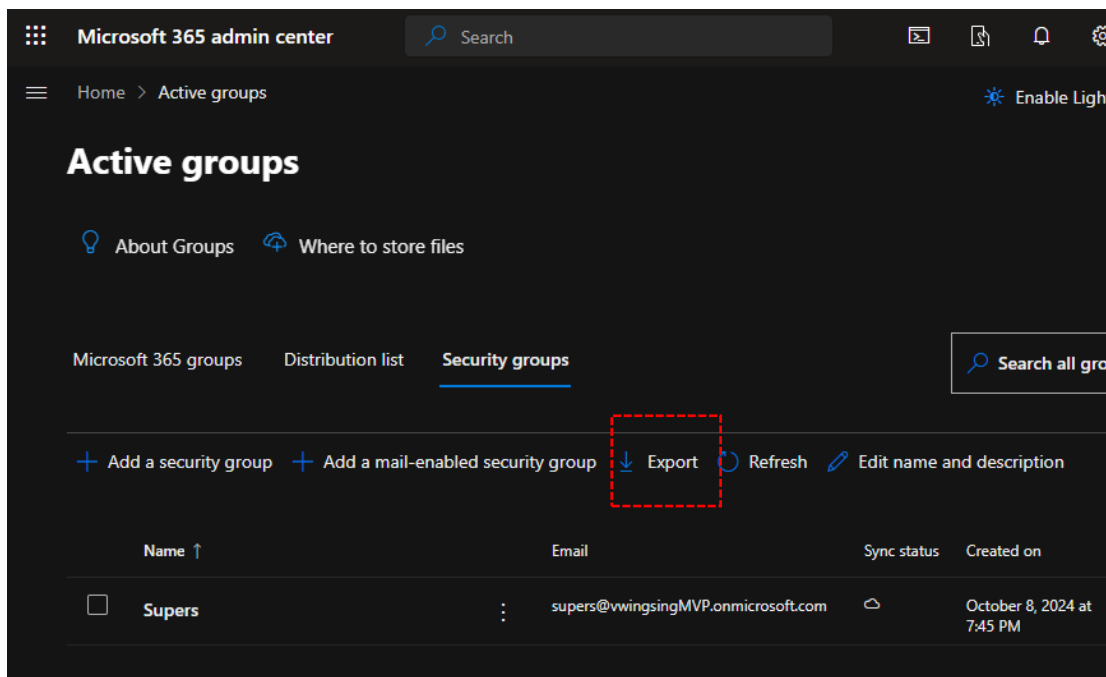 Microsoft 365 admin center Search
Home > Active groups Enable Ligh
Active groups
About Groups Where to store files
Microsoft 365 groups Distribution list Security groups Search all gro
Add a security group Add a mail-enabled security group Export Refresh Edit name and description
Name ↑ Email Sync status Created on
Supers supers@vwingsingMVP.onmicrosoft.com October 8, 2024 at
7:45 PM